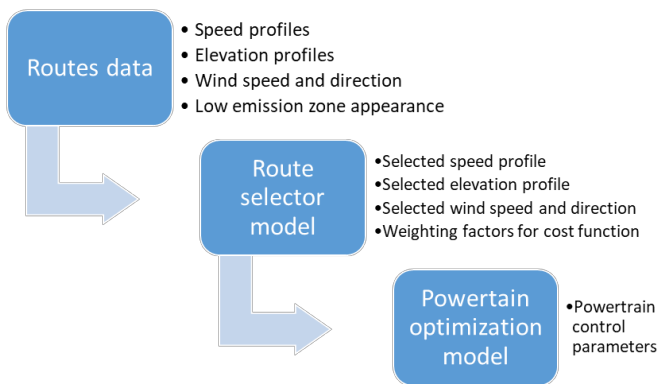 Routes data
• Speed profiles
• Elevation profiles
• Wind speed and direction
• Low emission zone appearance
Route
selector
model
•Selected speed profile
•Selected elevation profile
•Selected wind speed and direction
•Weighting factors for cost function
Powertain
optimization
model
•Powertrain
control
parameters